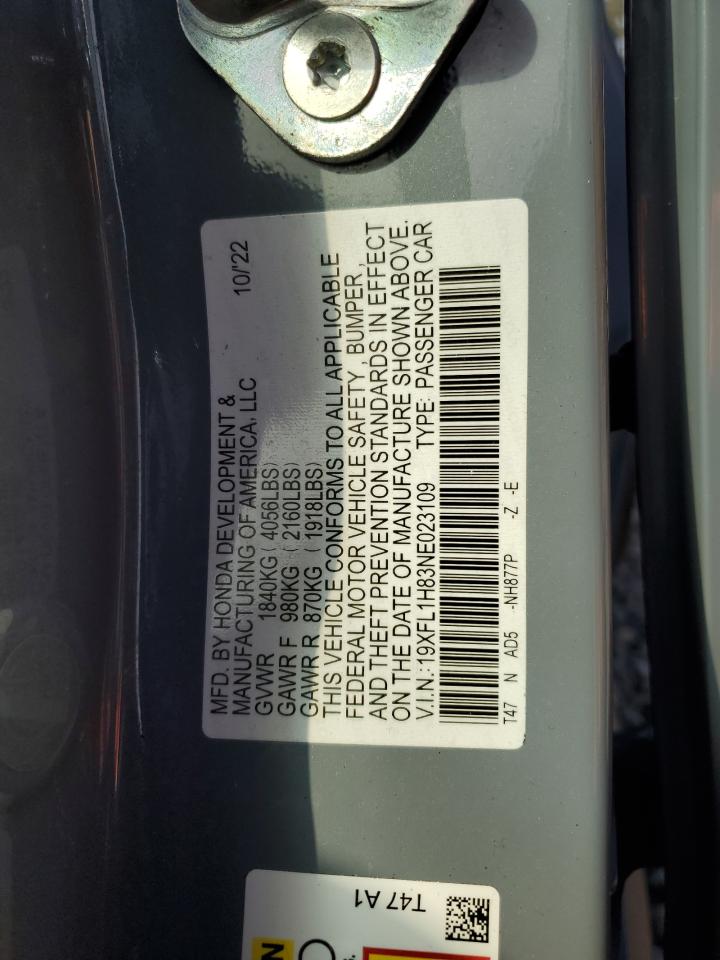 MFD. BY HONDA DEVELOPMENT & 10/'22
MANUFACTURING OF AMERICA, LLC
GVWR 1840KG ( 4056LBS)
GAWR F 980KG ( 2160LBS)
GAWR R 870KG ( 1918LBS)
THIS VEHICLE CONFORMS TO ALL APPLICABLE
FEDERAL MOTOR VEHICLE SAFETY, BUMPER,
AND THEFT PREVENTION STANDARDS IN EFFECT
ON THE DATE OF MANUFACTURE SHOWN ABOVE.
V.I.N.: 19XFL1H83NE023109 TYPE: PASSENGER CAR
T47 N AD5 -NH877P -Z -E
T47 A1